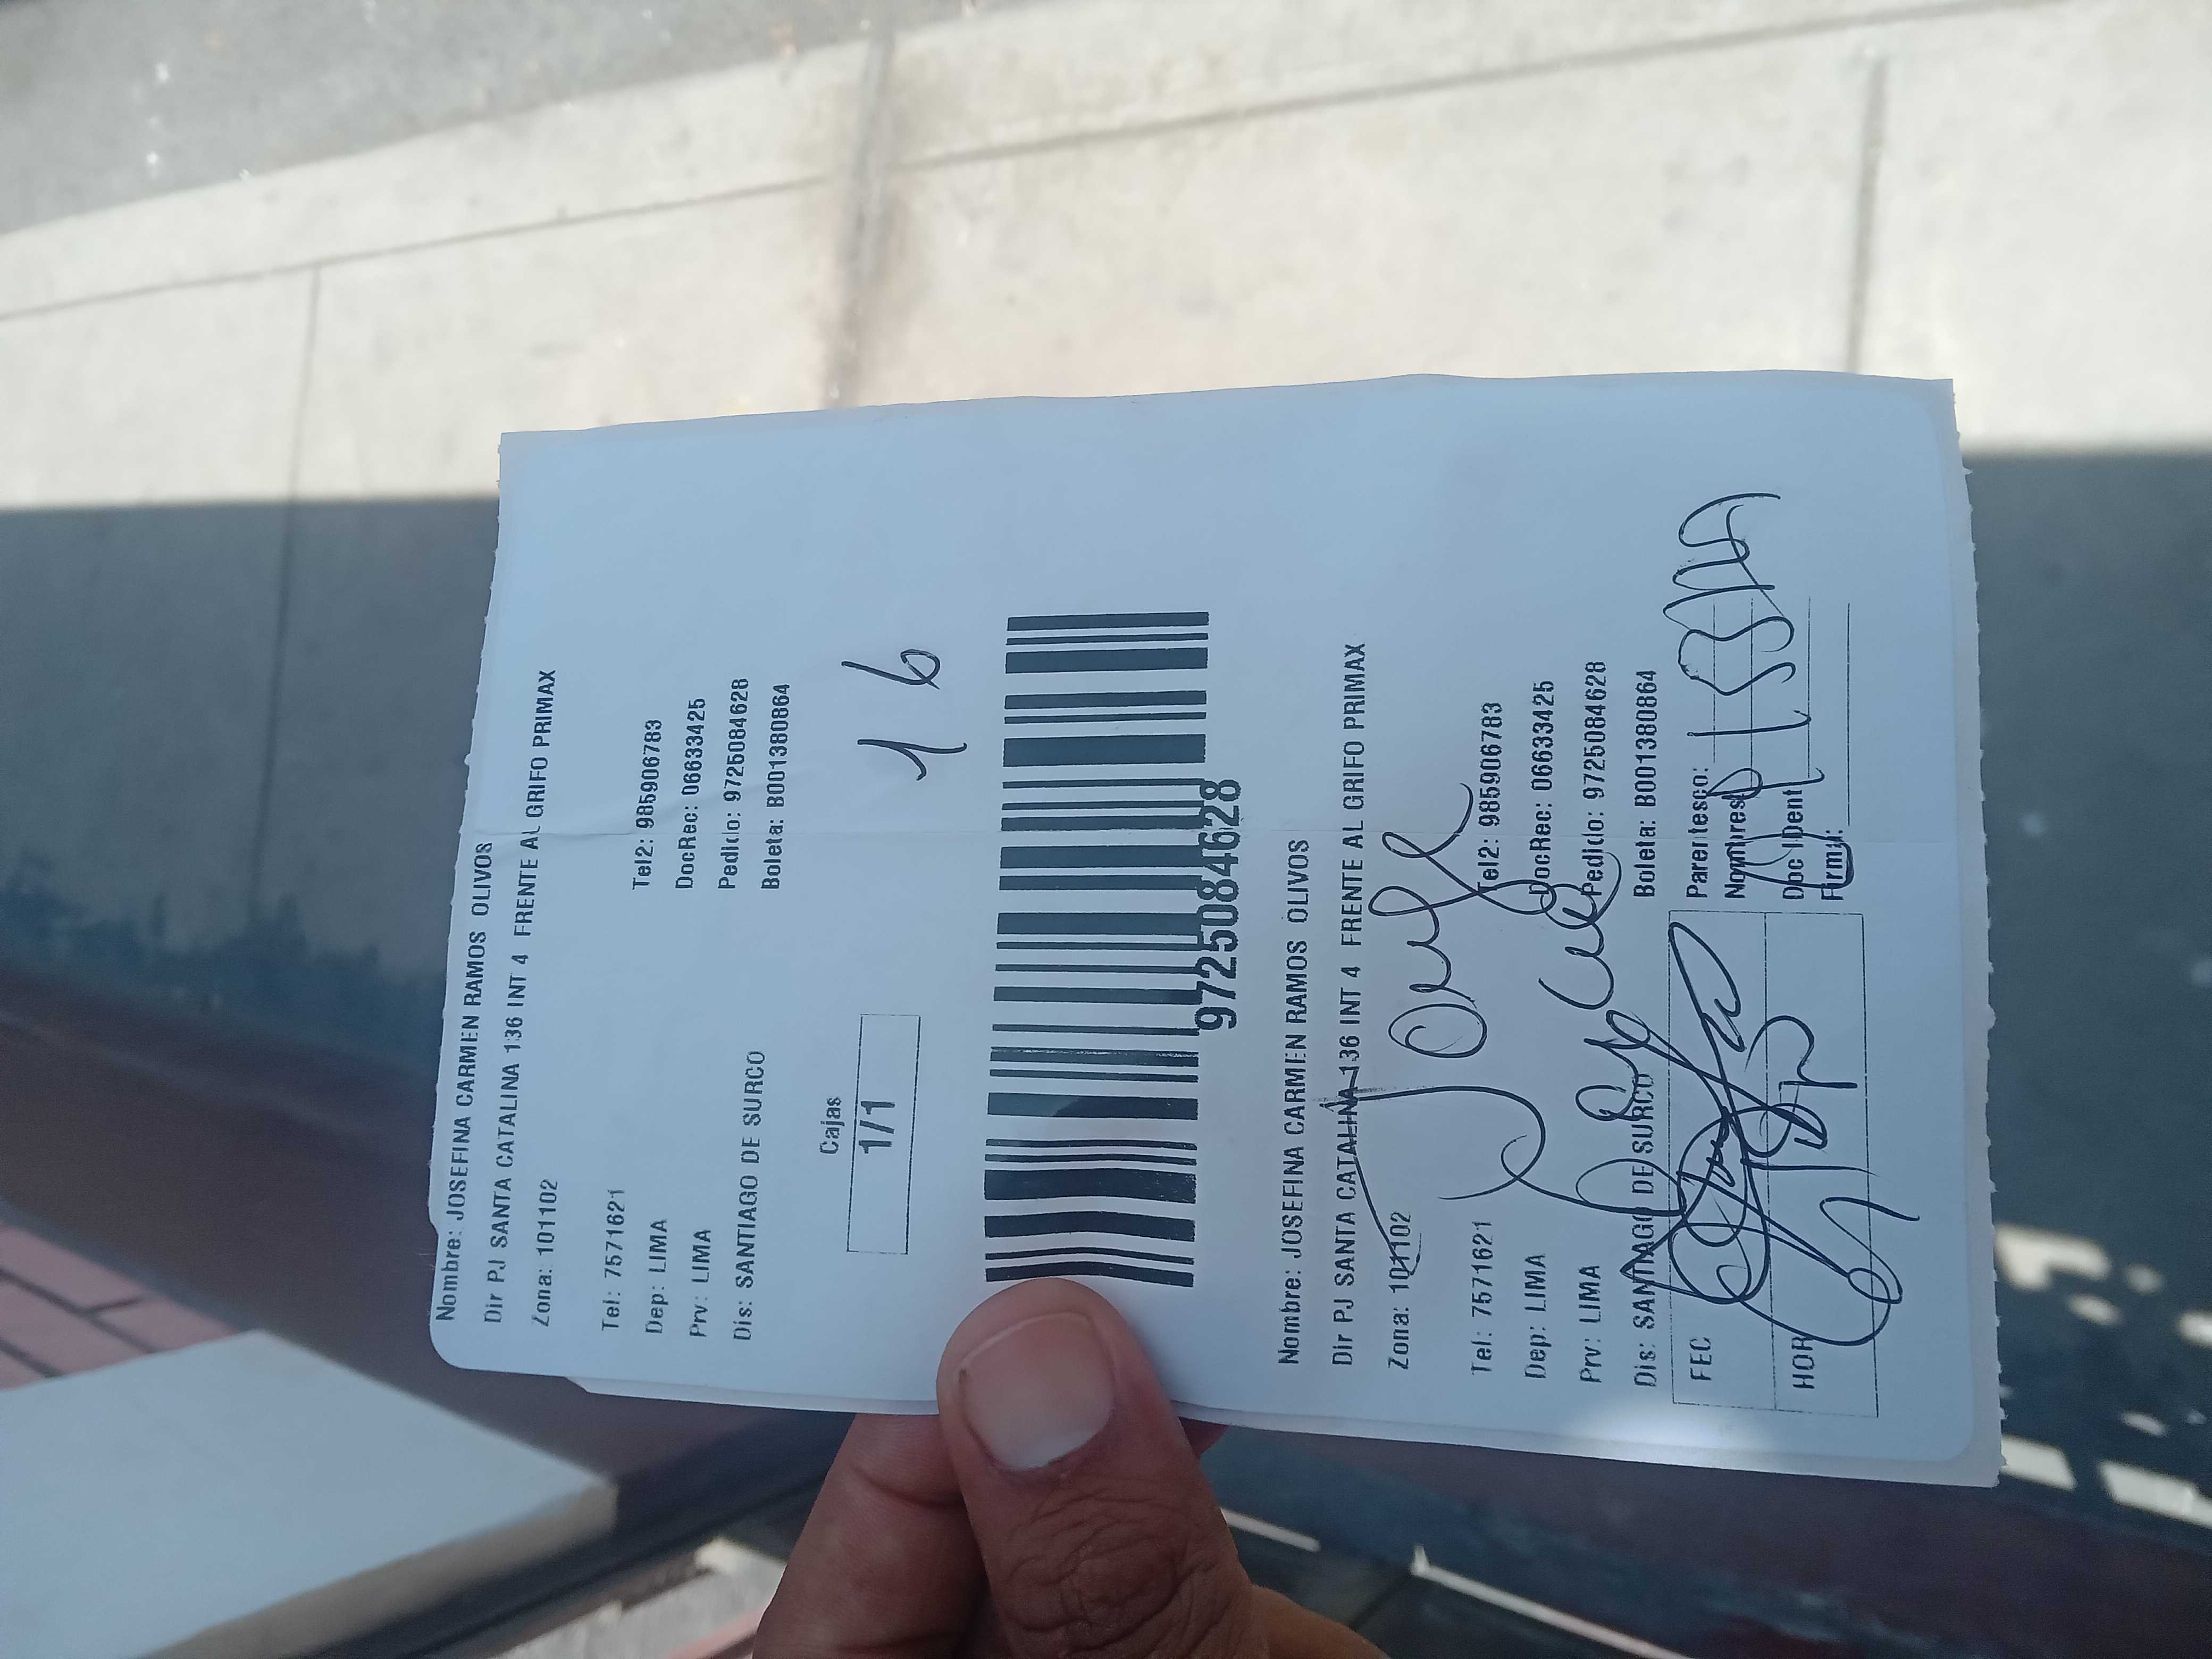 Nombre: JOSEFINA CARMEN RAMOS OLIVOS
Dir PJ SANTA CATALINA 136 INT 4 FRENTE AL GRIFO PRIMAX
Zona: 101102
Tel: 7571621 Tel2: 985906783
Dep: LIMA DocRec: 06633425
Prv: LIMA Pedido: 9725084628
Dis: SANTIAGO DE SURCO Boleta: B001380864
Cajas
1/1
16
9725084628
Nombre: JOSEFINA CARMEN RAMOS OLIVOS
Dir PJ SANTA CATALINA 136 INT 4 FRENTE AL GRIFO PRIMAX
Zona: 101102
Tel: 7571621 Tel2: 985906783
Dep: LIMA DocRec: 06633425
Prv: LIMA Pedido: 9725084628
Dis: SANTIAGO DE SURCO Boleta: B001380864
FEC Parentesco:
Nombres
HOR Doc Ident
Firma: